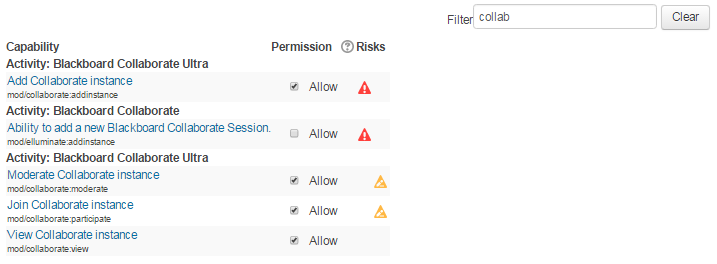 Filter collab Clear
Capability Permission Risks
Activity: Blackboard Collaborate Ultra
Add Collaborate instance Allow
mod/collaborate:addinstance
Activity: Blackboard Collaborate
Ability to add a new Blackboard Collaborate Session. Allow
mod/elluminate:addinstance
Activity: Blackboard Collaborate Ultra
Moderate Collaborate instance Allow
mod/collaborate:moderate
Join Collaborate instance Allow
mod/collaborate:participate
View Collaborate instance Allow
mod/collaborate:view